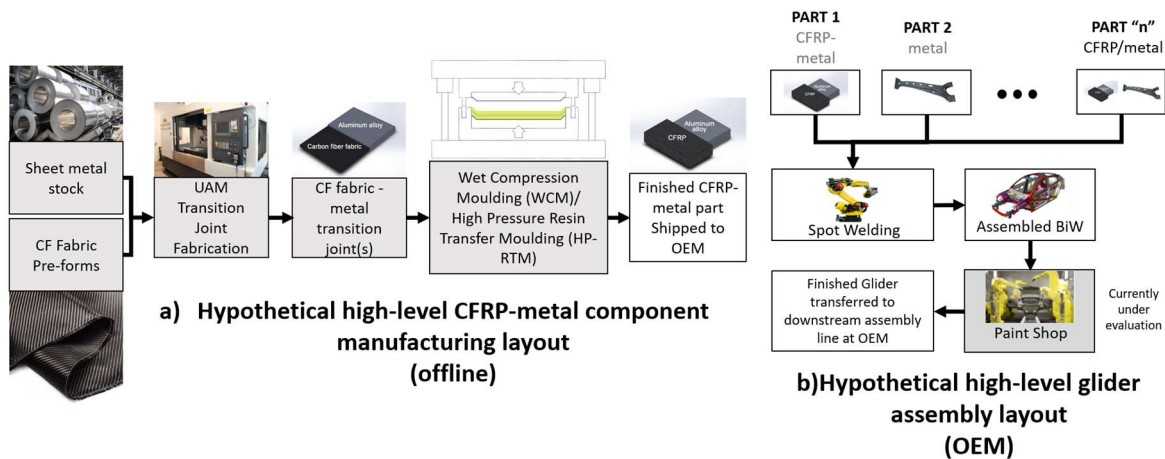 Sheet metal
stock
CF Fabric
Pre-forms
UAM
Transition
Joint
Fabrication
Aluminum alloy
Carbon fiber fabric
CF fabric -
metal
transition
joint(s)
Wet Compression
Moulding (WCM)/
High Pressure Resin
Transfer Moulding (HP-
RTM)
Aluminum
alloy
CFRP
Finished CFRP-
metal part
Shipped to
OEM
a) Hypothetical high-level CFRP-metal component
manufacturing layout
(offline)
PART 1
CFRP-
metal
PART 2
metal
PART “n”
CFRP/metal
Aluminum
alloy
CFRP
Spot Welding
Assembled BiW
Finished Glider
transferred to
downstream assembly
line at OEM
Paint Shop
Currently
under
evaluation
b)Hypothetical high-level glider
assembly layout
(OEM)